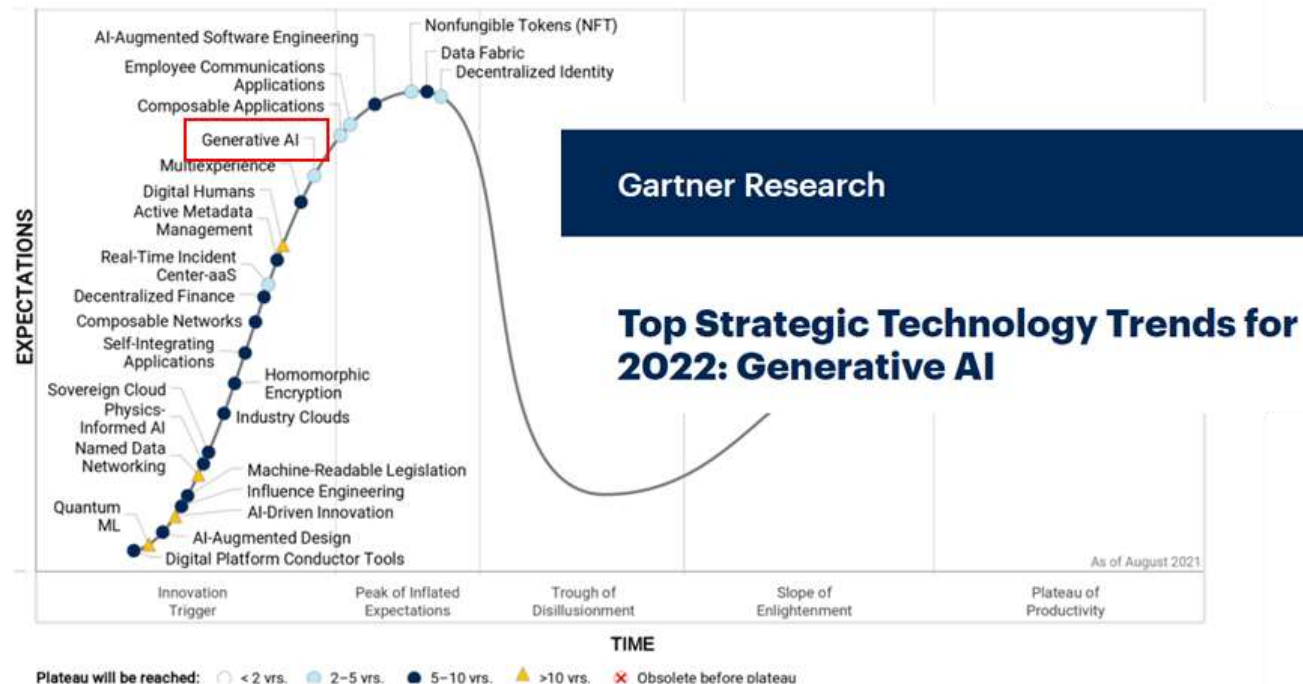 Nonfungible Tokens (NFT)
AI-Augmented Software Engineering
Data Fabric
Employee Communications
Applications
Decentralized Identity
Composable Applications
Generative AI
Multiexperience
Digital Humans
Active Metadata
Management
Real-Time Incident
Center-aaS
Decentralized Finance
Composable Networks
Self-Integrating
Applications
Homomorphic
Encryption
Sovereign Cloud
Industry Clouds
Physics-
Informed AI
Named Data
Networking
Machine-Readable Legislation
Influence Engineering
Quantum
ML
AI-Driven Innovation
AI-Augmented Design
Digital Platform Conductor Tools
EXPECTATIONS
Gartner Research
Top Strategic Technology Trends for
2022: Generative AI
As of August 2021
Innovation
Trigger
Peak of Inflated
Expectations
Trough of
Disillusionment
Slope of
Enlightenment
Plateau of
Productivity
TIME
Plateau will be reached: < 2 yrs. 2–5 yrs. 5–10 yrs. >10 yrs. Obsolete before plateau